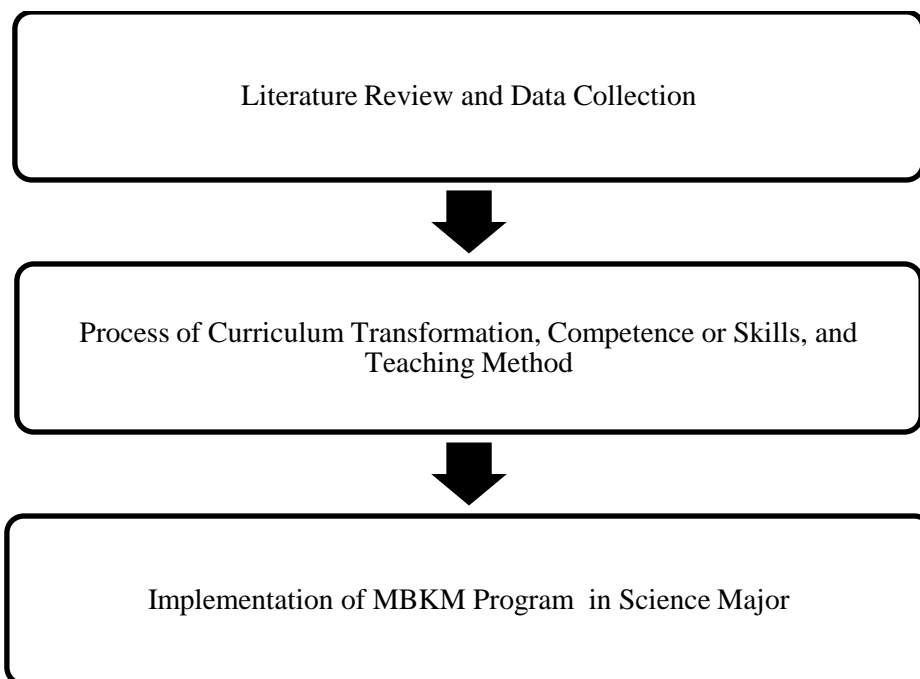 Literature Review and Data Collection
Process of Curriculum Transformation, Competence or Skills, and
Teaching Method
Implementation of MBKM Program in Science Major